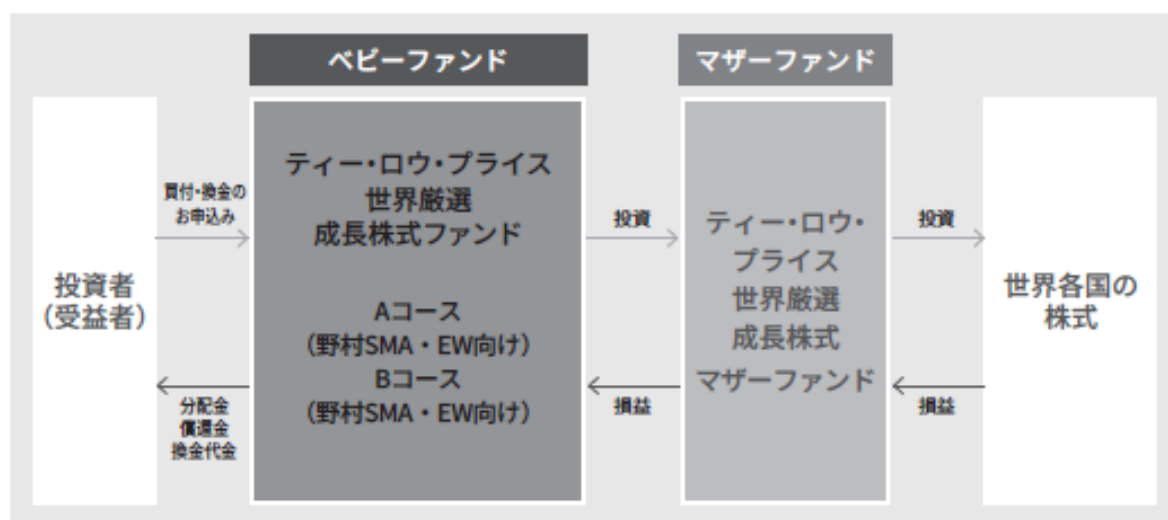 ベビーファンド
マザーファンド
投資者
（受益者）
買付・換金の
お申込み
分配金
償還金
換金代金
ティー・ロウ・プライス
世界厳選
成長株式ファンド
Aコース
（野村SMA・EW向け）
Bコース
（野村SMA・EW向け）
投資
損益
ティー・ロウ・
プライス
世界厳選
成長株式
マザーファンド
投資
損益
世界各国の
株式